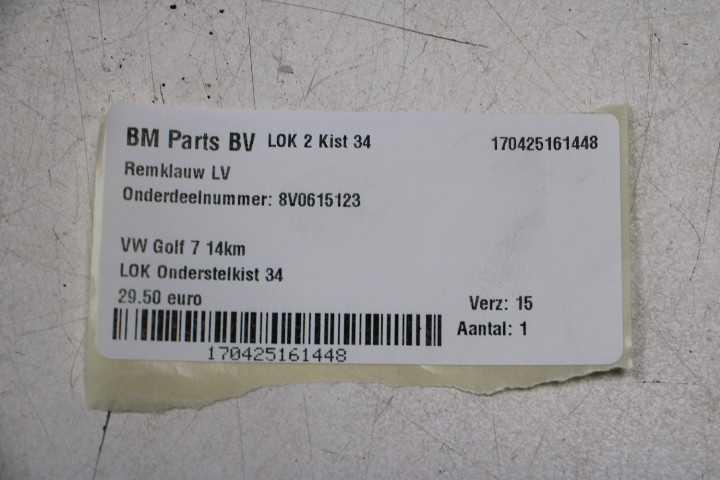 BM Parts BV LOK 2 Kist 34 170425161448
Remklauw LV
Onderdeelnummer: 8V0615123
VW Golf 7 14km
LOK Onderstelkist 34
29.50 euro Verz: 15
Aantal: 1
170425161448